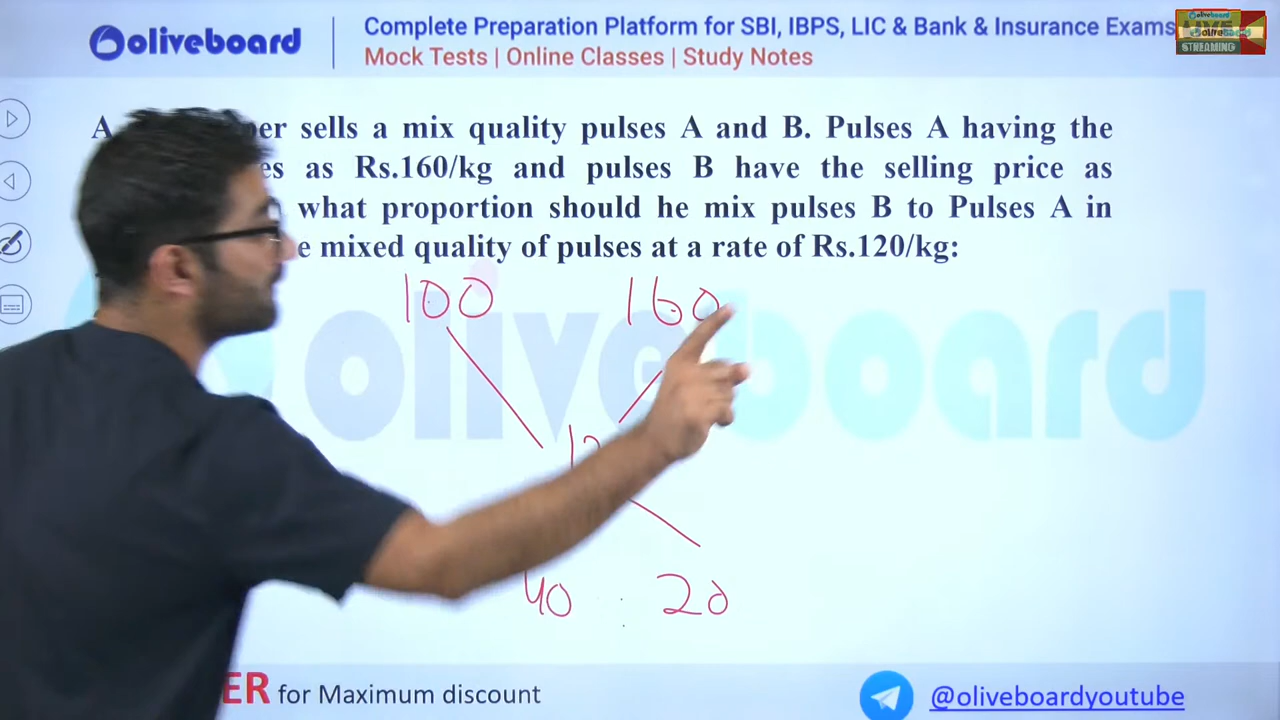 oliveboard
Complete Preparation Platform for SBI, IBPS, LIC & Bank & Insurance Exams
Mock Tests | Online Classes | Study Notes
STREAMING
A per sells a mix quality pulses A and B. Pulses A having the
es as Rs.160/kg and pulses B have the selling price as
what proportion should he mix pulses B to Pulses A in
e mixed quality of pulses at a rate of Rs.120/kg:
100 160
40 : 20
oliveboard
ER for Maximum discount
@oliveboardyoutube